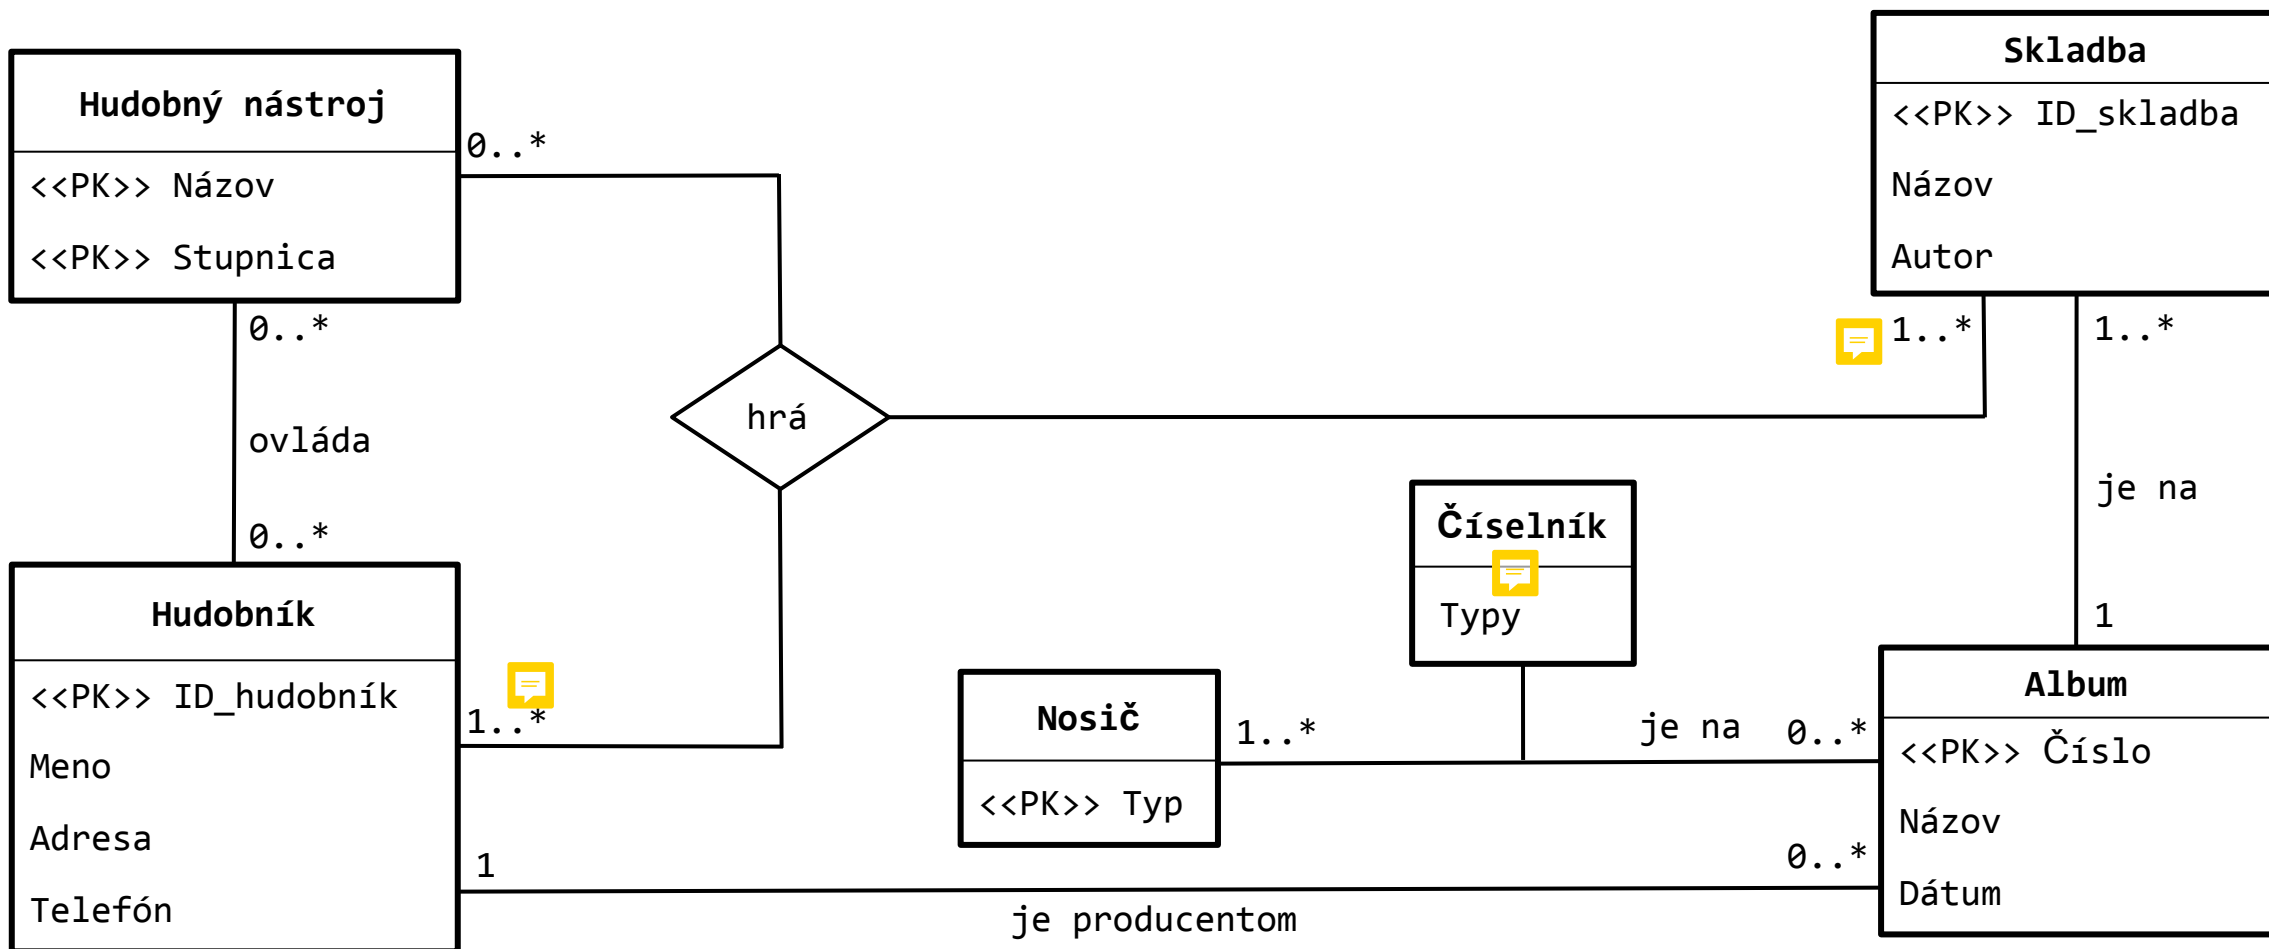 Hudobný nástroj
<<PK>> Názov
<<PK>> Stupnica
0..*
0..*
ovláda
0..*
Hudobník
<<PK>> ID_hudobník
Meno
Adresa
Telefón
1..*
1
hrá
Skladba
<<PK>> ID_skladba
Názov
Autor
1..*
1..*
je na
1
Číselník
Typy
Nosič
<<PK>> Typ
1..*
je na
0..*
Album
<<PK>> Číslo
Názov
Dátum
0..*
je producentom